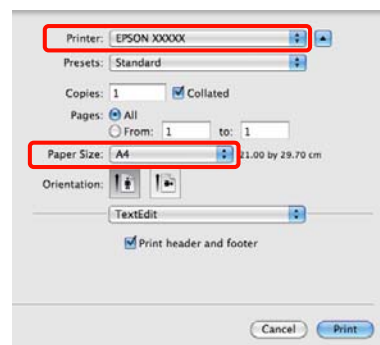 Printer: EPSON XXXXX
Presets: Standard
Copies: 1 Collated
Pages: All
From: 1 to: 1
Paper Size: A4 21.00 by 29.70 cm
Orientation:
TextEdit
Print header and footer
Cancel Print